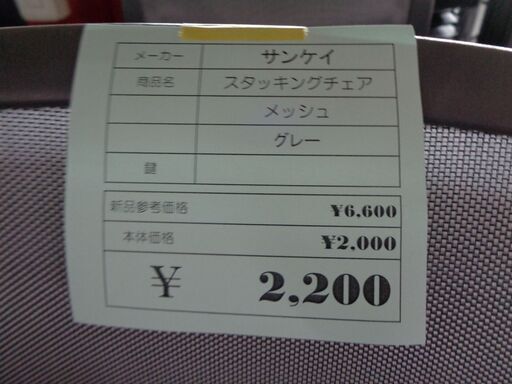 メーカー サンケイ
商品名 スタッキングチェア
メッシュ
グレー
鍵
新品参考価格 ¥6,600
本体価格 ¥2,000
¥ 2,200